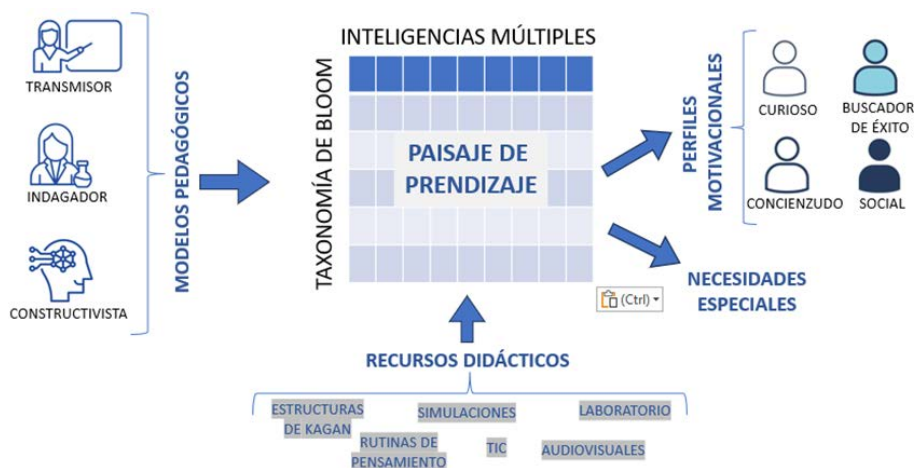 TRANSMISOR
INDAGADOR
CONSTRUCTIVISTA
MODELOS PEDAGÓGICOS
INTELIGENCIAS MÚLTIPLES
TAXONOMÍA DE BLOOM
PAISAJE DE
PRENDIZAJE
PERFILES
MOTIVACIONALES
CURIOSO
BUSCADOR
DE ÉXITO
CONCIENZUDO
SOCIAL
NECESIDADES
ESPECIALES
(Ctrl)
RECURSOS DIDÁCTICOS
ESTRUCTURAS
DE KAGAN
SIMULACIONES
LABORATORIO
RUTINAS DE
PENSAMIENTO
TIC
AUDIOVISUALES